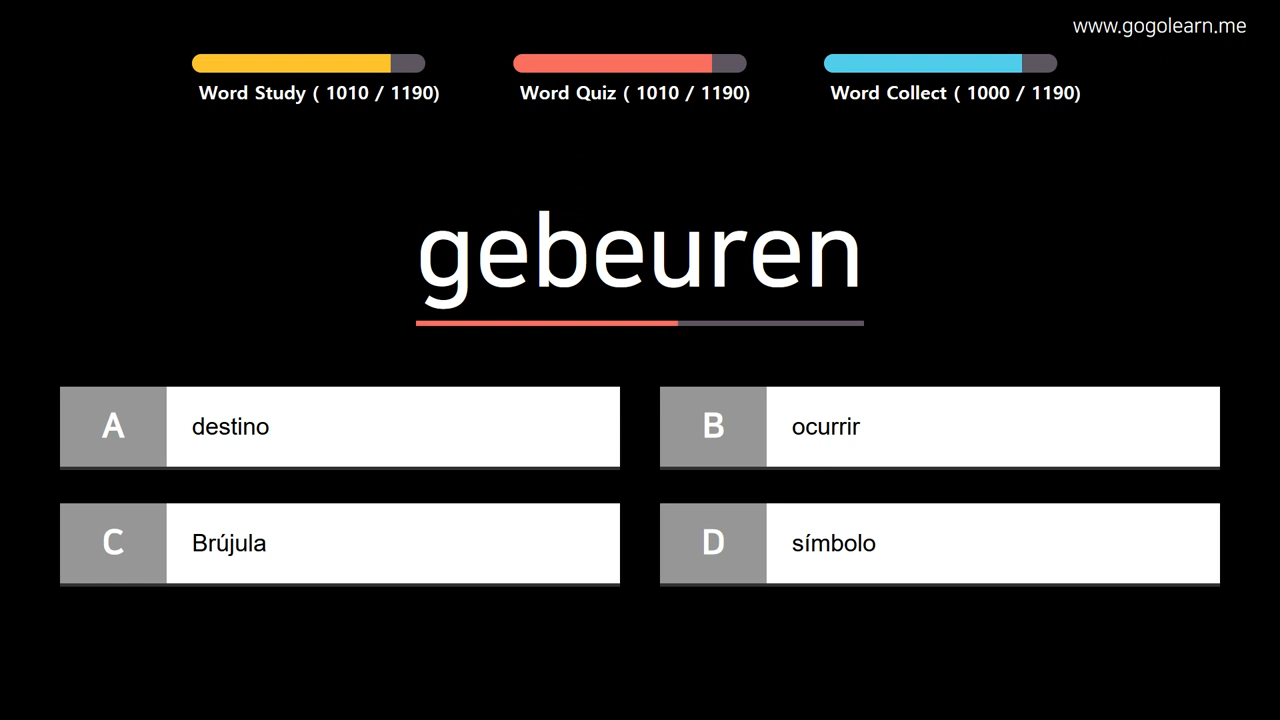 www.gogolearn.me
Word Study ( 1010 / 1190)
Word Quiz ( 1010 / 1190)
Word Collect ( 1000 / 1190)
gebeuren
A destino
B ocurrir
C Brújula
D símbolo